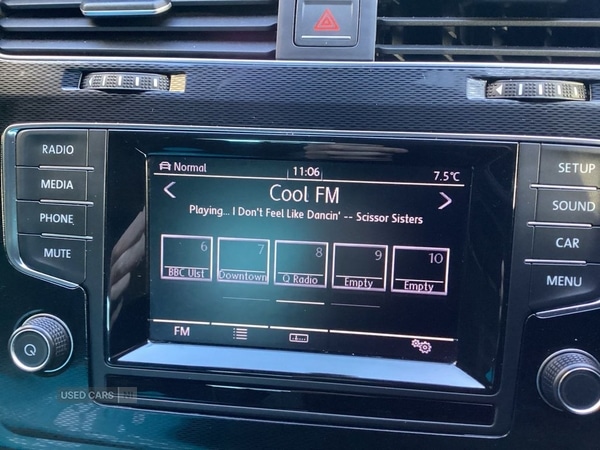 RADIO
MEDIA
PHONE
MUTE
Normal 11:06 7.5°C
Cool FM
Playing... I Don't Feel Like Dancin' -- Scissor Sisters
6 7 8 9 10
BBC Ulst Downtown Q Radio Empty Empty
FM
SETUP
SOUND
CAR
MENU
USED CARS NI